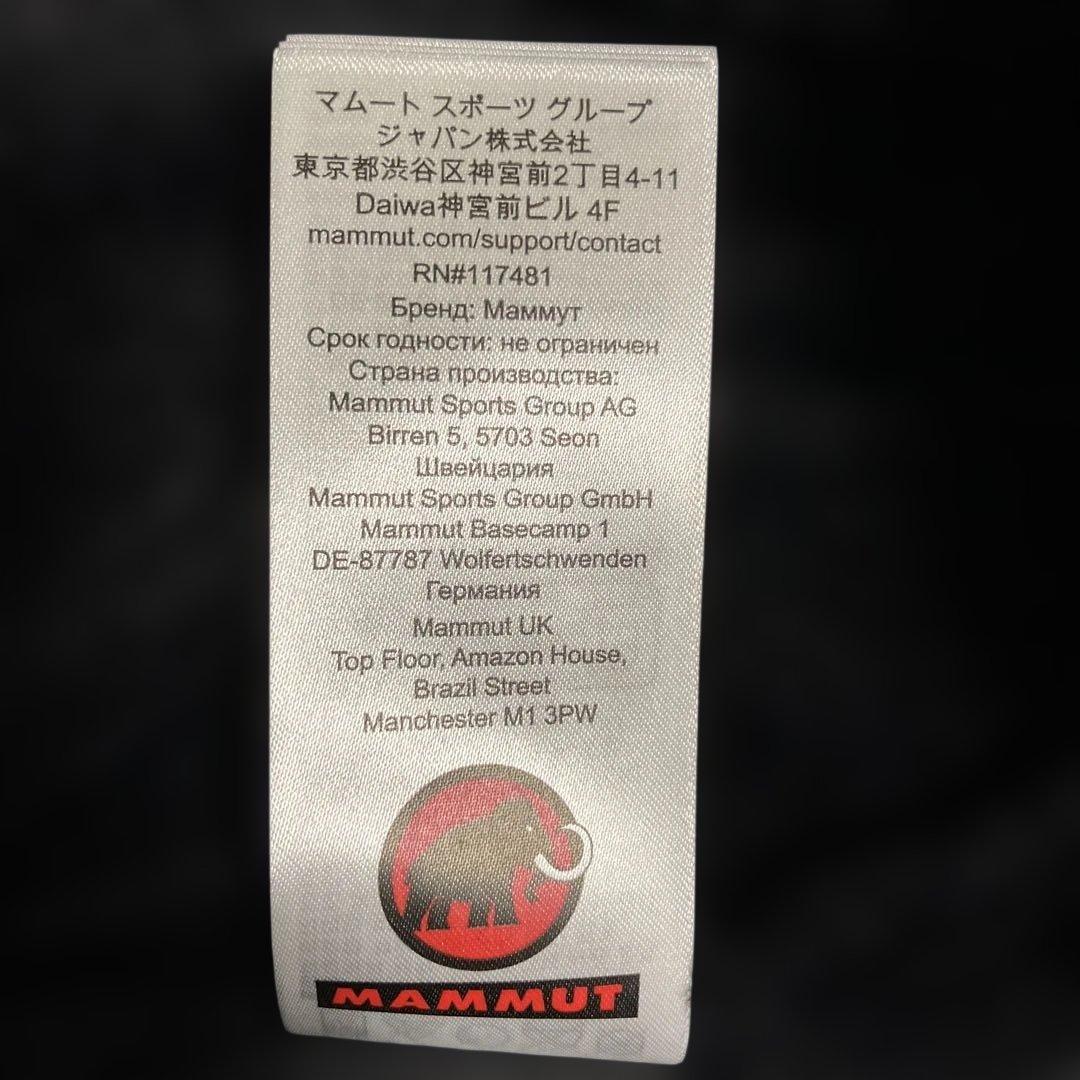 マムート スポーツ グループ
ジャパン株式会社
東京都渋谷区神宮前2丁目4-11
Daiwa神宮前ビル 4F
mammut.com/support/contact
RN#117481
Бренд: Маммут
Срок годности: не ограничен
Страна производства:
Mammut Sports Group AG
Birren 5, 5703 Seon
Швейцария
Mammut Sports Group GmbH
Mammut Basecamp 1
DE-87787 Wolfertschwenden
Германия
Mammut UK
Top Floor, Amazon House,
Brazil Street
Manchester M1 3PW
MAMMUT